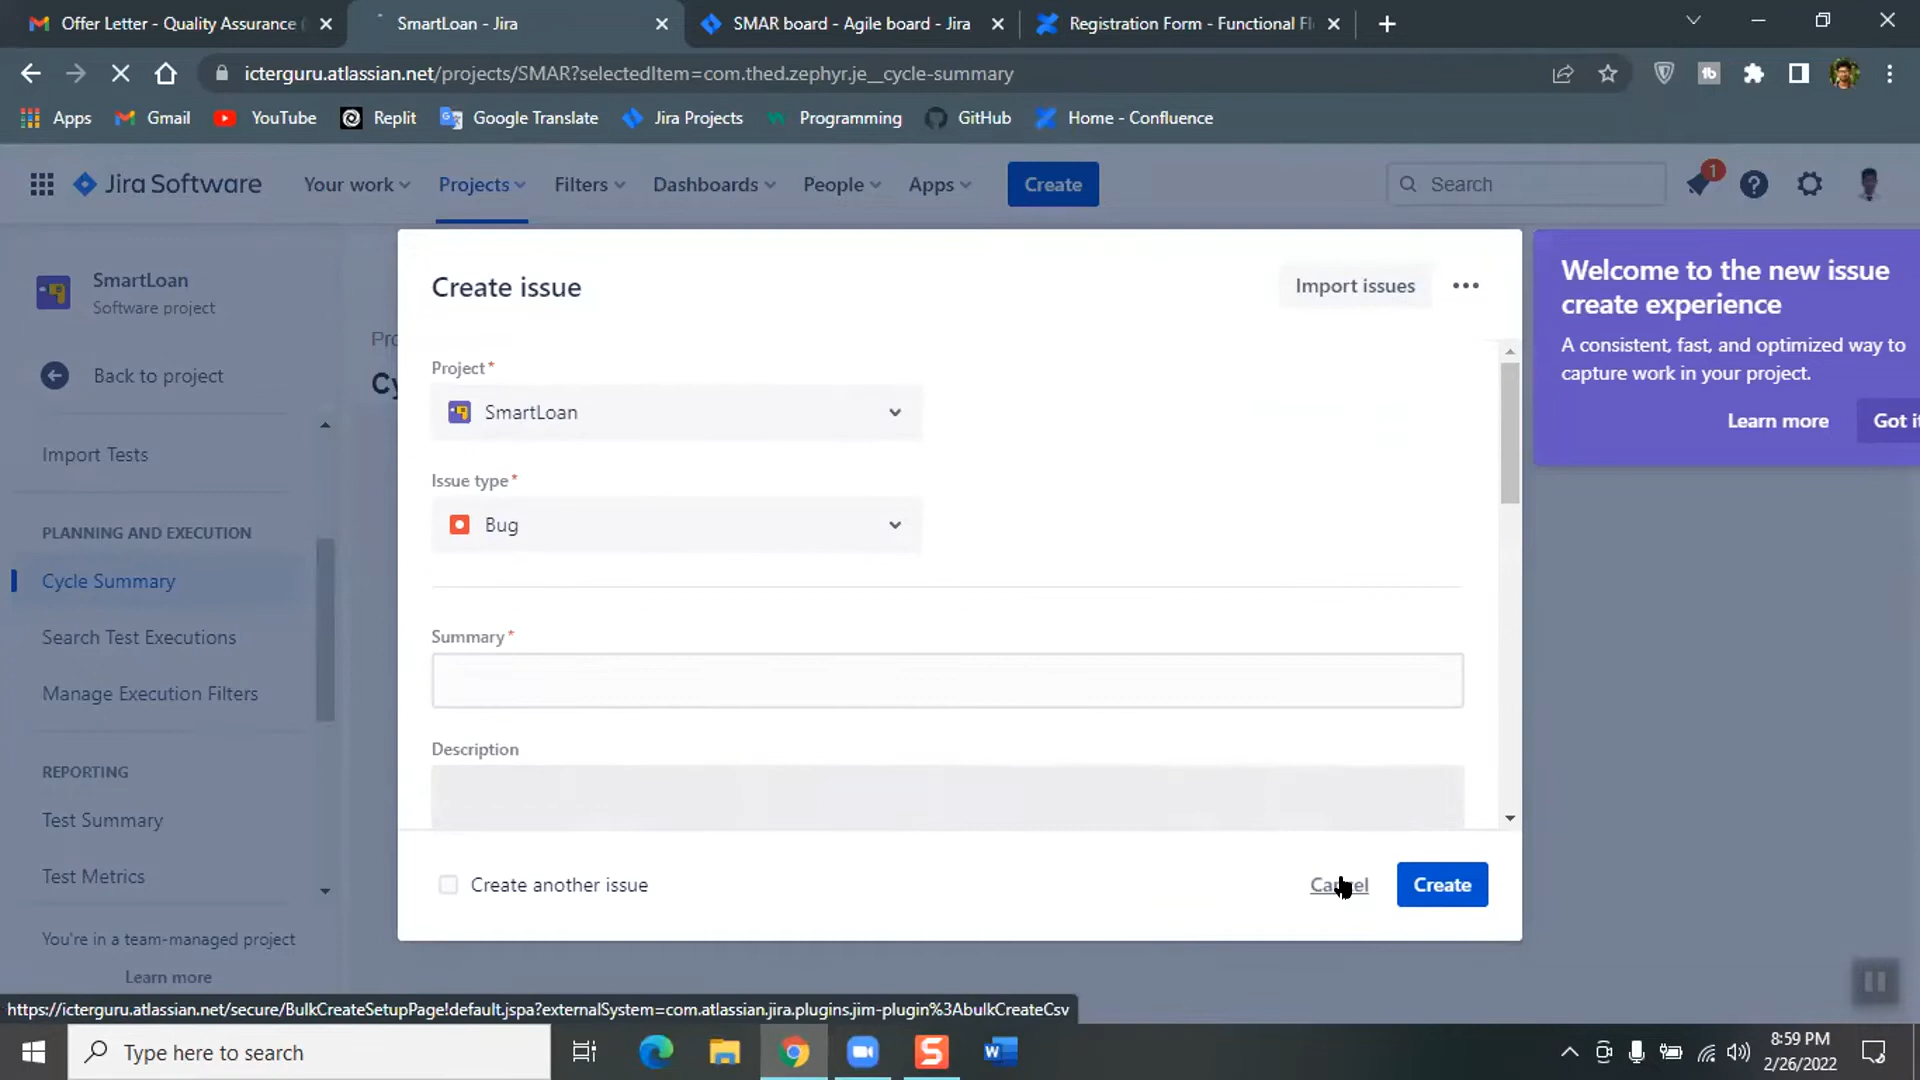 Offer Letter - Quality Assurance (
SmartLoan - Jira
SMAR board - Agile board - Jira
Registration Form - Functional Fl
icterguru.atlassian.net/projects/SMAR?selectedItem=com.thed.zephyr.je__cycle-summary
Apps
Gmail
YouTube
Replit
Google Translate
Jira Projects
Programming
GitHub
Home - Confluence
Jira Software
Your work
Projects
Filters
Dashboards
People
Apps
Create
Search
1
SmartLoan
Software project
Back to project
Import Tests
PLANNING AND EXECUTION
Cycle Summary
Search Test Executions
Manage Execution Filters
REPORTING
Test Summary
Test Metrics
You're in a team-managed project
Learn more
Create issue
Import issues
Project*
SmartLoan
Issue type*
Bug
Summary*
Description
Create another issue
Cancel
Create
Welcome to the new issue
create experience
A consistent, fast, and optimized way to
capture work in your project.
Learn more
Got it
https://icterguru.atlassian.net/secure/BulkCreateSetupPage!default.jspa?externalSystem=com.atlassian.jira.plugins.jim-plugin%3AbulkCreateCsv
Type here to search
8:59 PM
2/26/2022